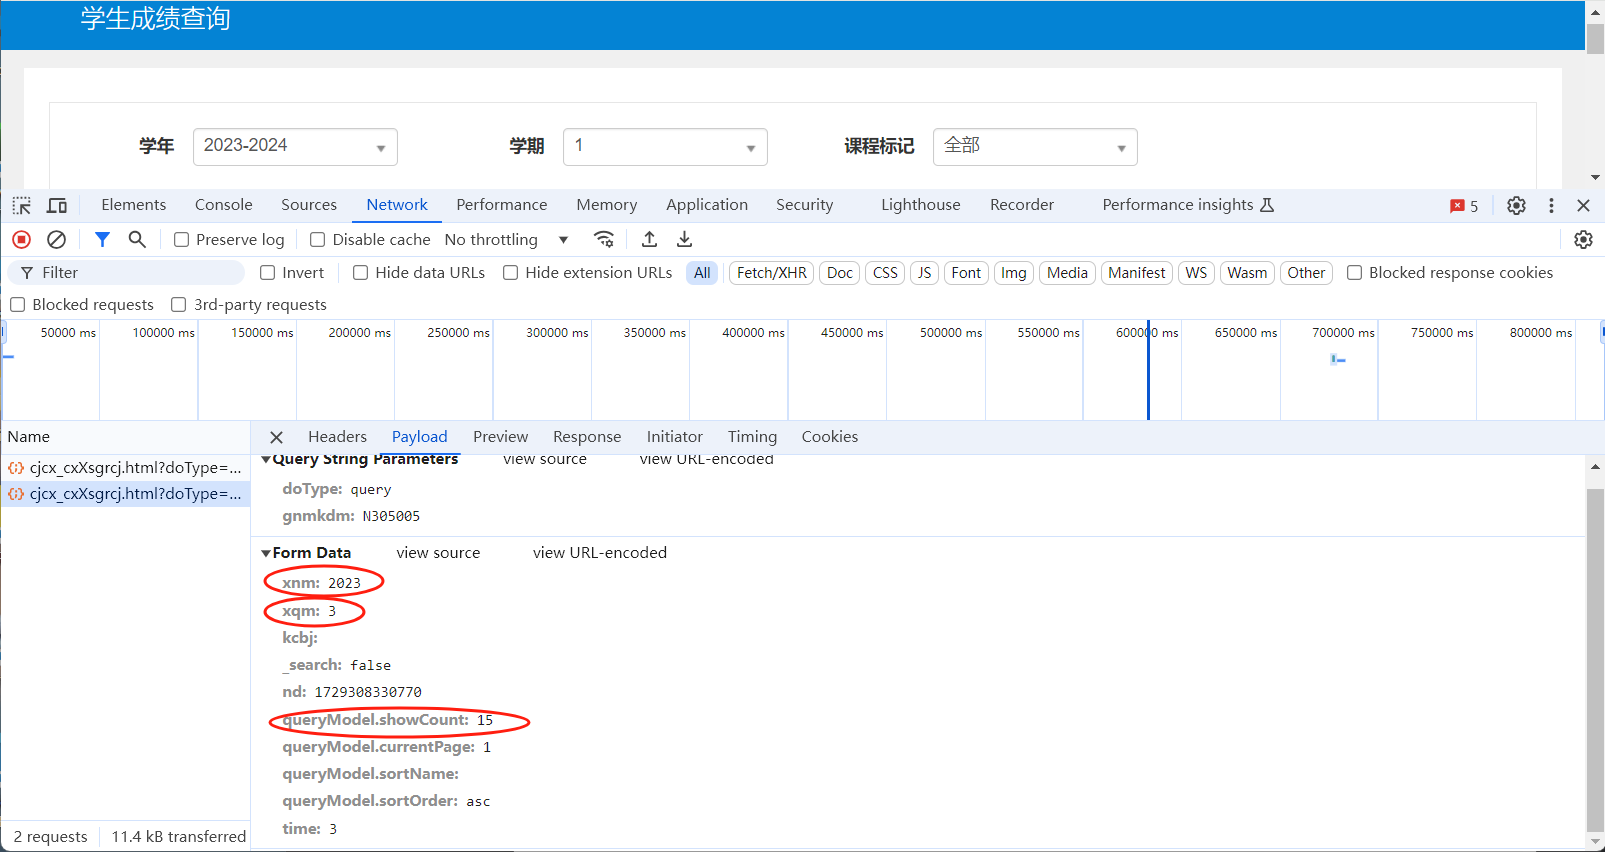 学生成绩查询
学年 2023-2024 学期 1 课程标记 全部
Elements Console Sources Network Performance Memory Application Security Lighthouse Recorder Performance insights 5
Preserve log Disable cache No throttling
Filter Invert Hide data URLs Hide extension URLs All Fetch/XHR Doc CSS JS Font Img Media Manifest WS Wasm Other Blocked response cookies
Blocked requests 3rd-party requests
50000 ms 100000 ms 150000 ms 200000 ms 250000 ms 300000 ms 350000 ms 400000 ms 450000 ms 500000 ms 550000 ms 600000 ms 650000 ms 700000 ms 750000 ms 800000 ms
Name Headers Payload Preview Response Initiator Timing Cookies
cjcx_cxXsgrcj.html?doType=...
cjcx_cxXsgrcj.html?doType=...
Query String Parameters view source view URL-encoded
doType: query
gnmkdm: N305005
Form Data view source view URL-encoded
xnm: 2023
xqm: 3
kcbj:
_search: false
nd: 1729308330770
queryModel.showCount: 15
queryModel.currentPage: 1
queryModel.sortName:
queryModel.sortOrder: asc
time: 3
2 requests 11.4 kB transferred